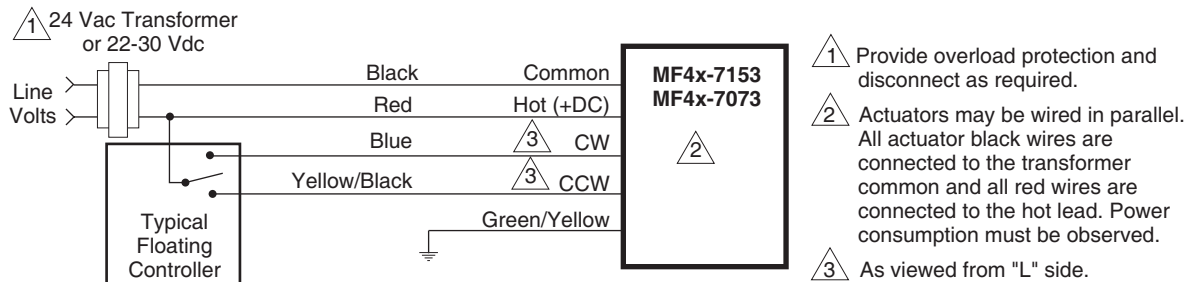 1
24 Vac Transformer
or 22-30 Vdc
Line
Volts
Black
Common
Red
Hot (+DC)
Blue
3
CW
Yellow/Black
3
CCW
Green/Yellow
Typical
Floating
Controller
MF4x-7153
MF4x-7073
2
1 Provide overload protection and
disconnect as required.
2 Actuators may be wired in parallel.
All actuator black wires are
connected to the transformer
common and all red wires are
connected to the hot lead. Power
consumption must be observed.
3 As viewed from "L" side.